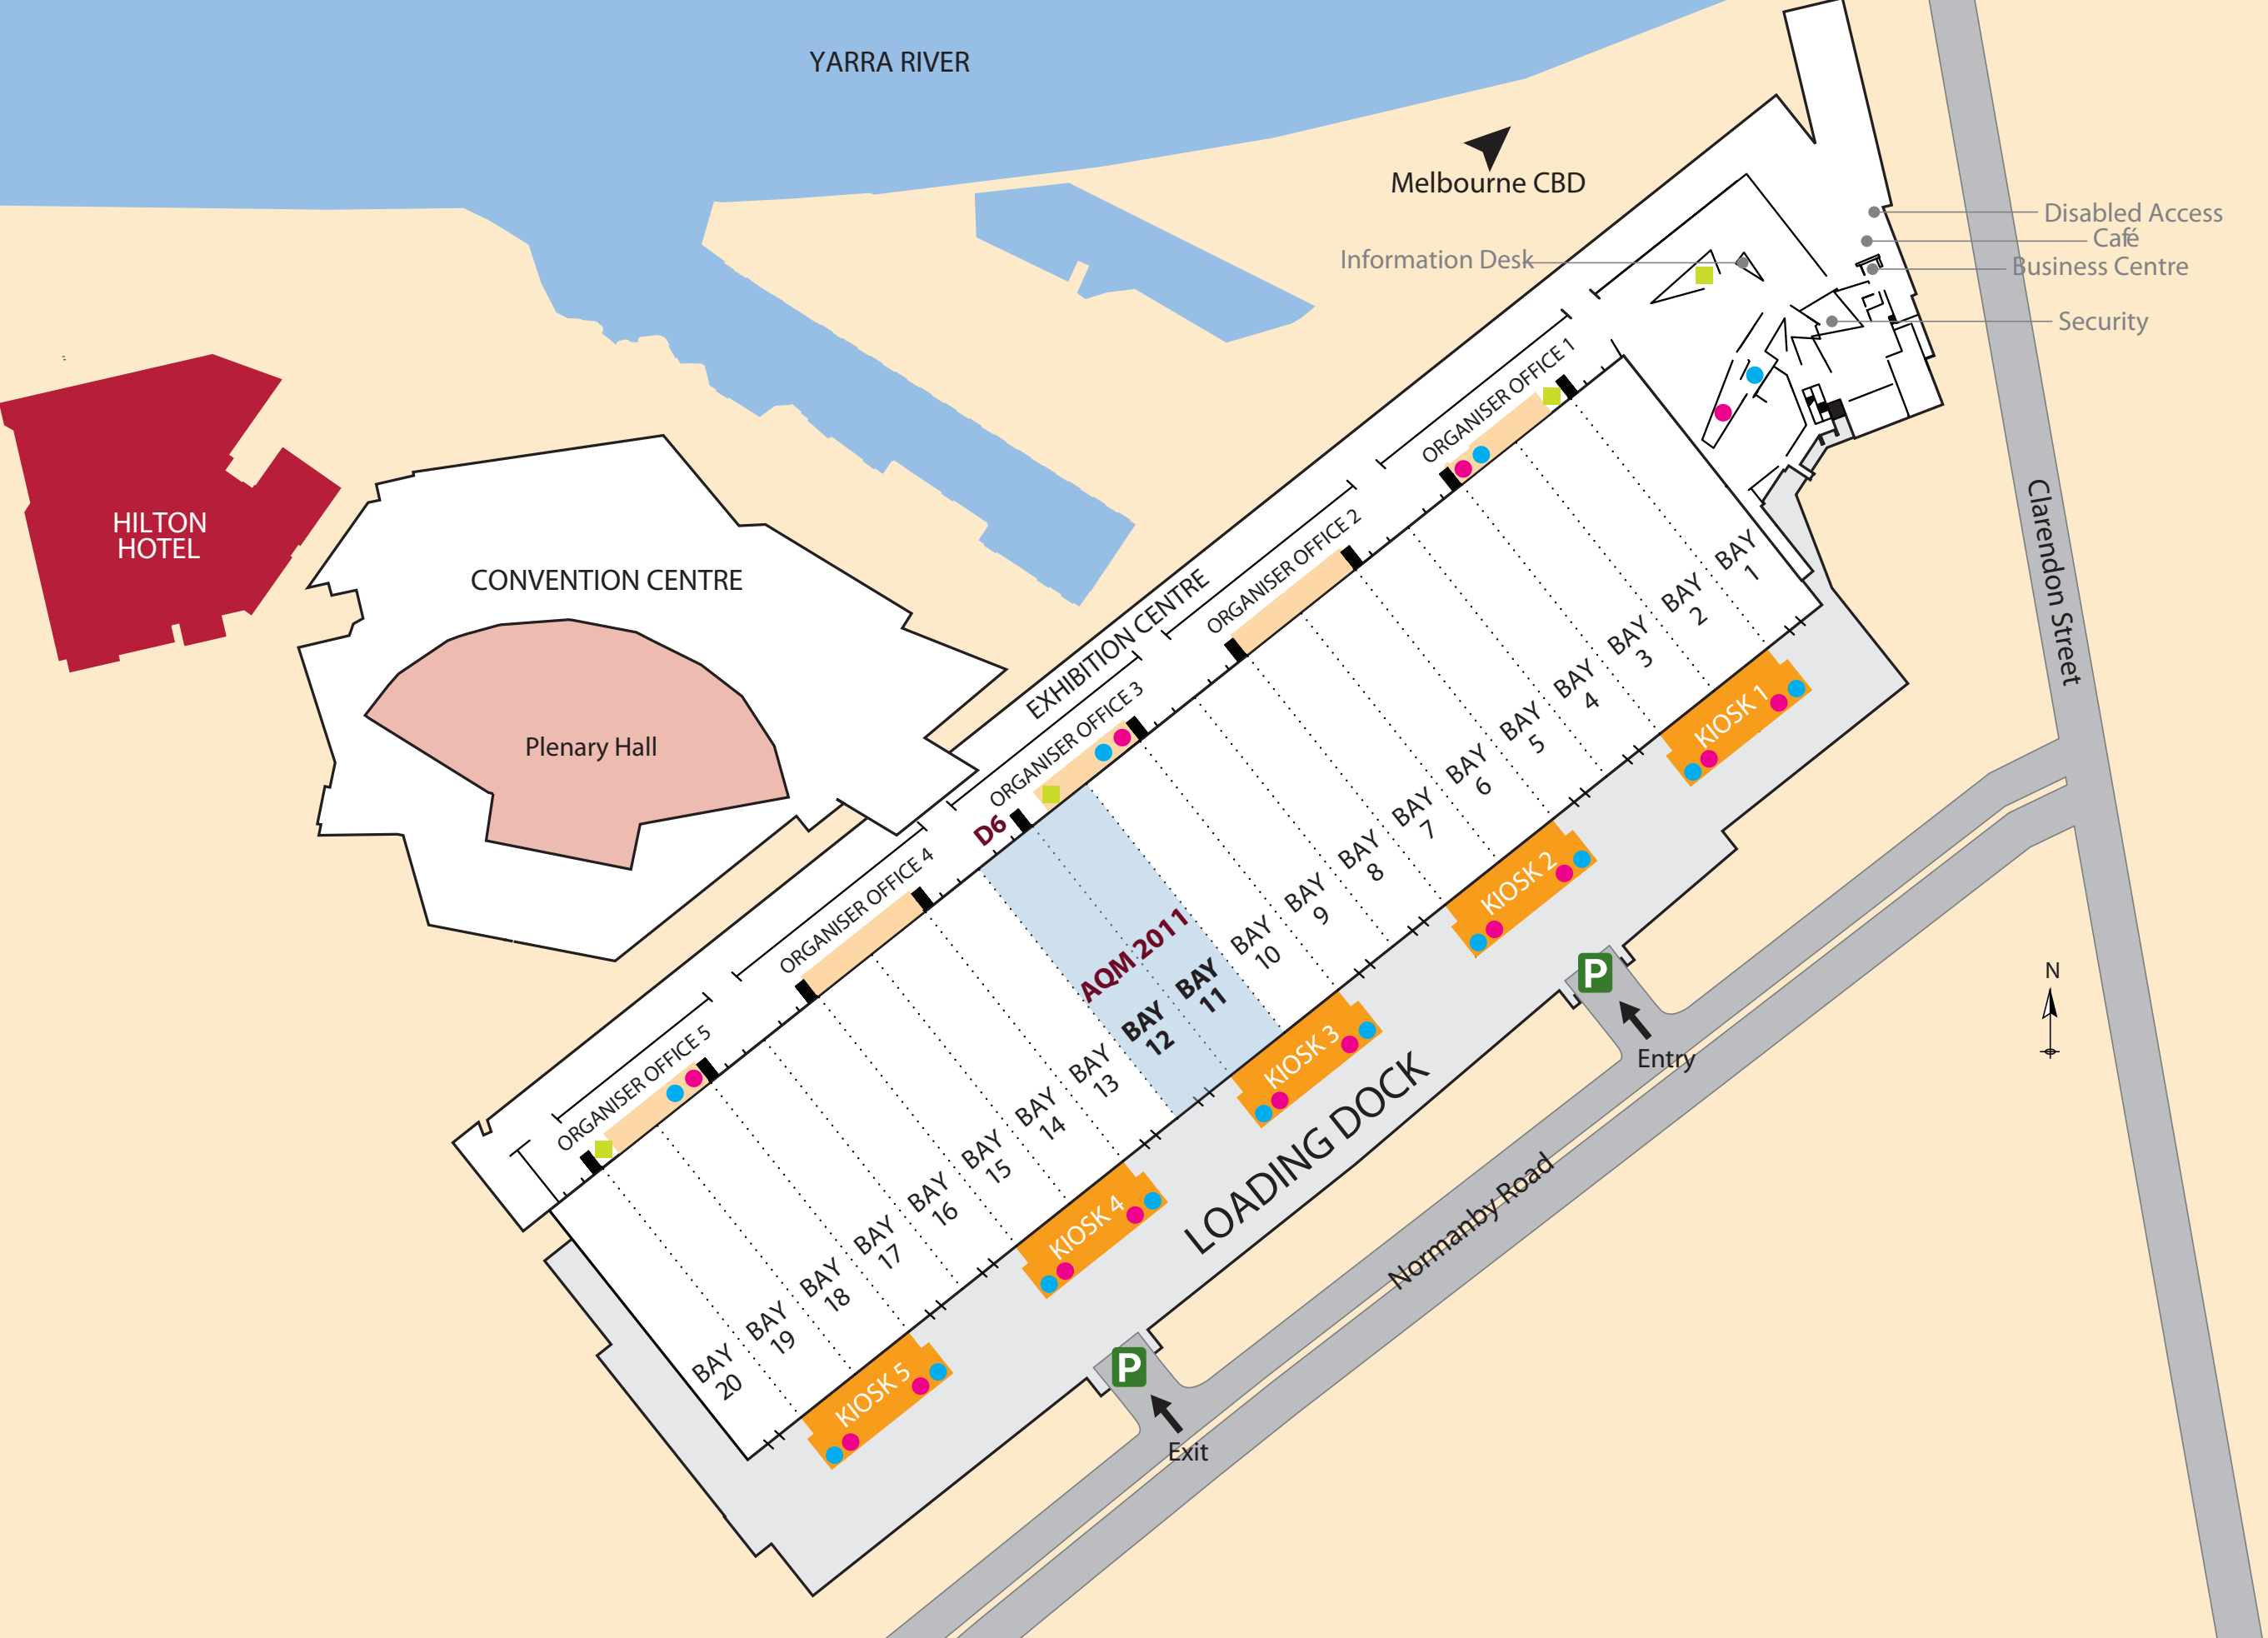 YARRA RIVER
Melbourne CBD
Disabled Access
Café
Business Centre
Information Desk
Security
HILTON
HOTEL
CONVENTION CENTRE
Plenary Hall
EXHIBITION CENTRE
ORGANISER OFFICE 1
ORGANISER OFFICE 2
ORGANISER OFFICE 3
D6
ORGANISER OFFICE 4
ORGANISER OFFICE 5
Clarendon Street
BAY
1
BAY
2
BAY
3
BAY
4
BAY
5
BAY
6
BAY
7
BAY
8
BAY
9
BAY
10
AQM 2011
BAY
11
BAY
12
BAY
13
BAY
14
BAY
15
BAY
16
BAY
17
BAY
18
BAY
19
BAY
20
KIOSK 1
KIOSK 2
KIOSK 3
KIOSK 4
KIOSK 5
LOADING DOCK
P
Entry
N
Normanby Road
P
Exit